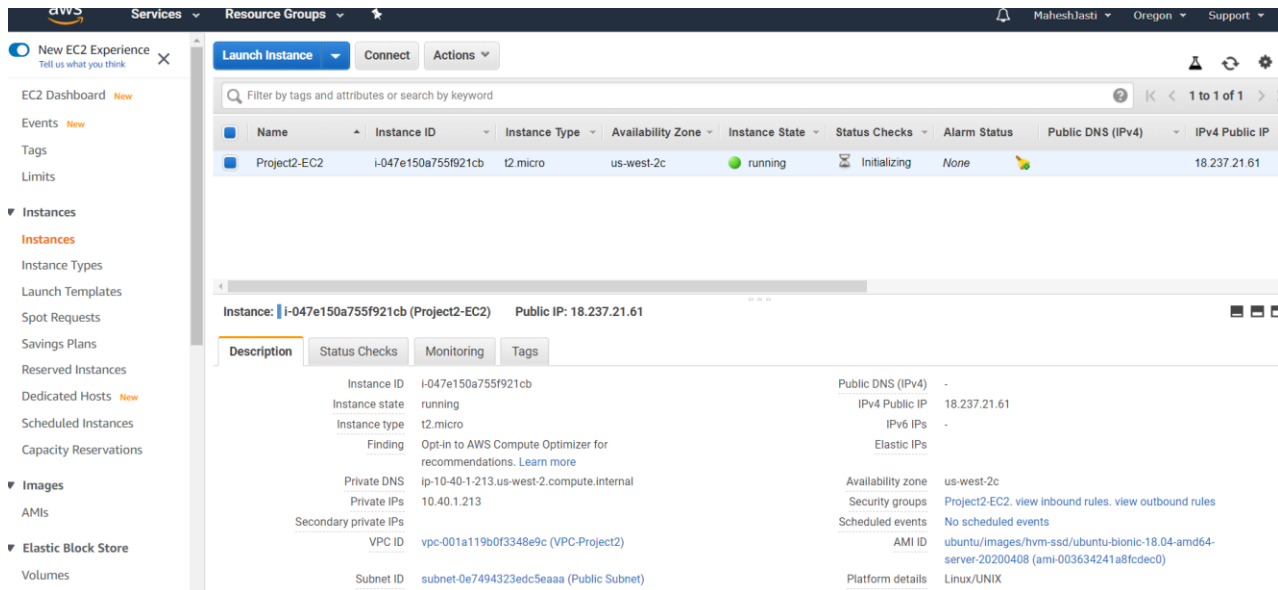 aws Services Resource Groups MaheshJasti Oregon Support
New EC2 Experience
Tell us what you think
EC2 Dashboard New
Events New
Tags
Limits
Instances
Instances
Instance Types
Launch Templates
Spot Requests
Savings Plans
Reserved Instances
Dedicated Hosts New
Scheduled Instances
Capacity Reservations
Images
AMIs
Elastic Block Store
Volumes
Launch Instance Connect Actions
Filter by tags and attributes or search by keyword 1 to 1 of 1
Name Instance ID Instance Type Availability Zone Instance State Status Checks Alarm Status Public DNS (IPv4) IPv4 Public IP
Project2-EC2 i-047e150a755f921cb t2.micro us-west-2c running Initializing None 18.237.21.61
Instance: i-047e150a755f921cb (Project2-EC2) Public IP: 18.237.21.61
Description Status Checks Monitoring Tags
Instance ID i-047e150a755f921cb
Instance state running
Instance type t2.micro
Finding Opt-in to AWS Compute Optimizer for
recommendations. Learn more
Private DNS ip-10-40-1-213.us-west-2.compute.internal
Private IPs 10.40.1.213
Secondary private IPs
VPC ID vpc-001a119b0f3348e9c (VPC-Project2)
Subnet ID subnet-0e7494323edc5eaaa (Public Subnet)
Public DNS (IPv4) -
IPv4 Public IP 18.237.21.61
IPv6 IPs -
Elastic IPs
Availability zone us-west-2c
Security groups Project2-EC2. view inbound rules. view outbound rules
Scheduled events No scheduled events
AMI ID ubuntu/images/hvm-ssd/ubuntu-bionic-18.04-amd64-
server-20200408 (ami-003634241a8fcdec0)
Platform details Linux/UNIX